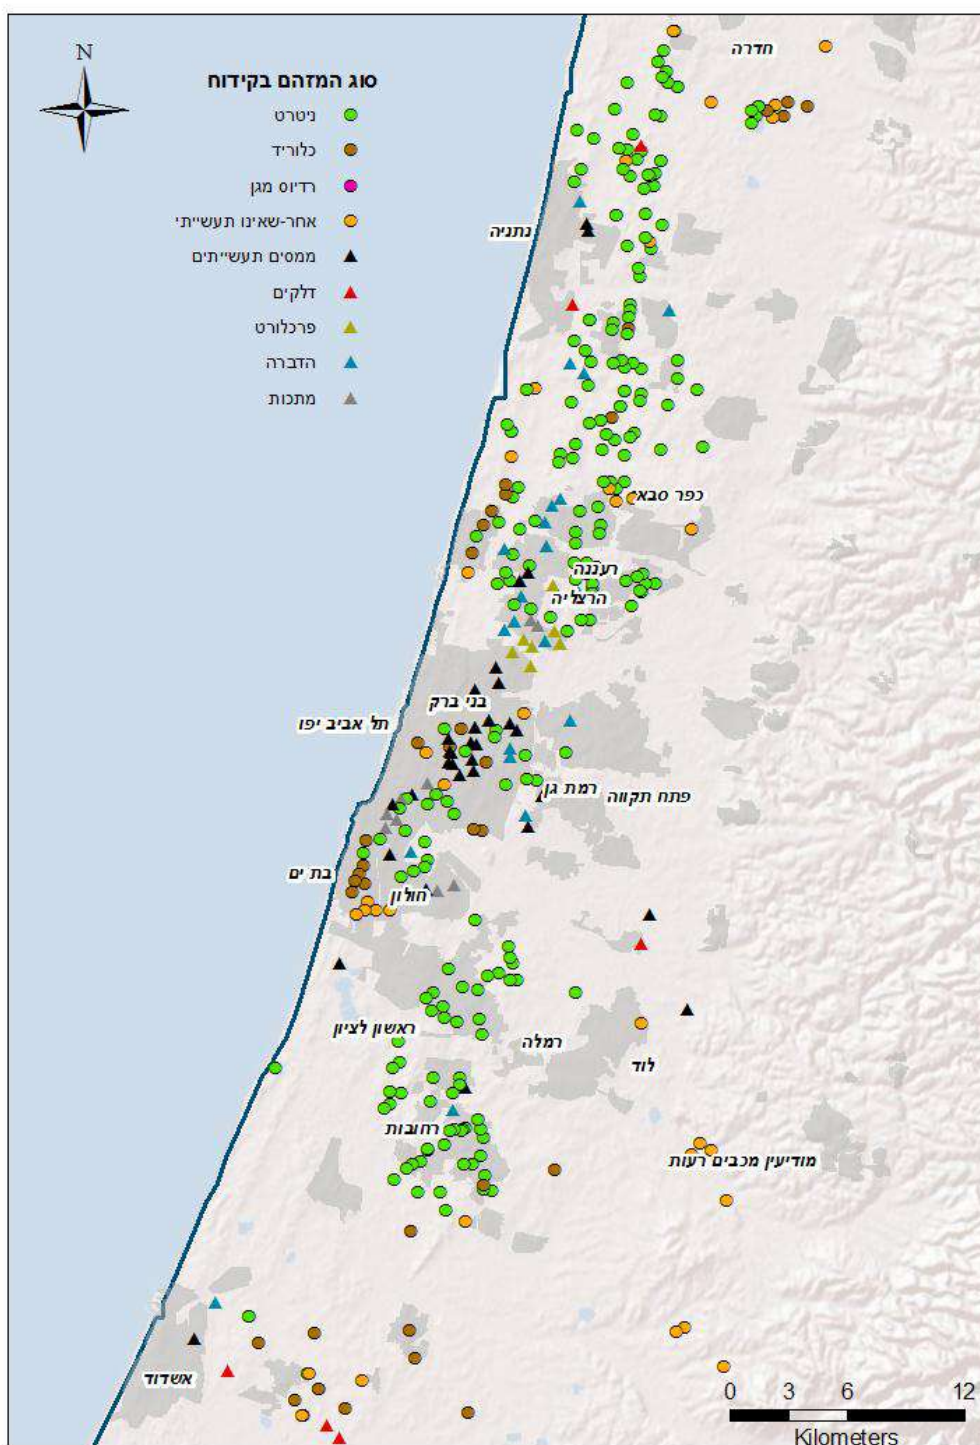 N
סוג המזהם בקידוח
ניטרט
כלוריד
רדיוס מגן
אחר-שאינו תעשייתי
ממסים תעשייתים
דלקים
פרכלורט
הדברה
מתכות
חדרה
נתניה
כפר סבא
רעננה
הרצליה
בני ברק
תל אביב יפו
רמת גן
פתח תקווה
בת ים
חולון
ראשון לציון
רמלה
לוד
רחובות
מודיעין מכבים רעות
אשדוד
0 3 6 12
Kilometers